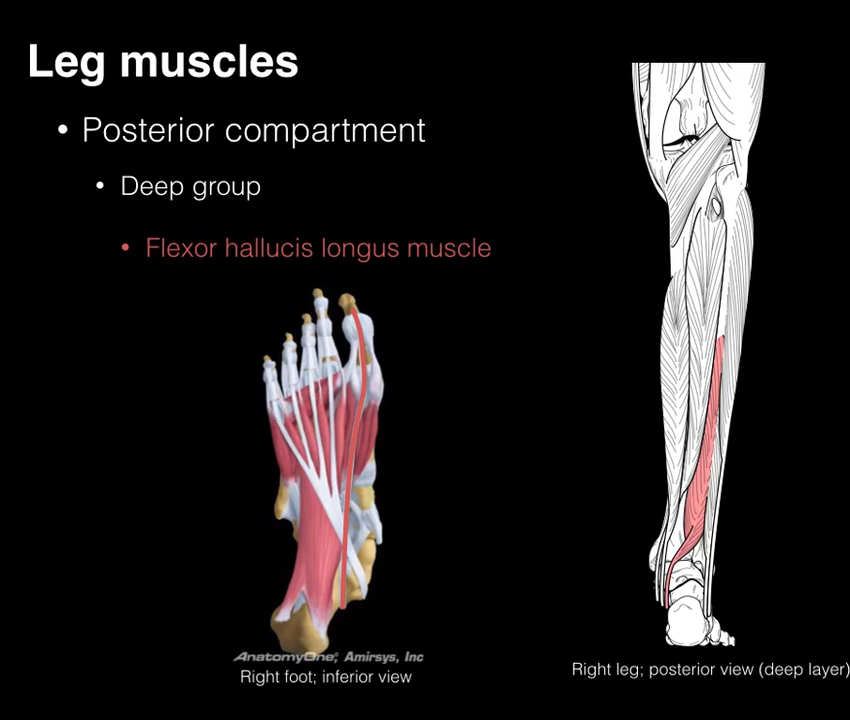 Leg muscles
• Posterior compartment
• Deep group
• Flexor hallucis longus muscle
AnatomyOne®, Amirsys, Inc
Right foot; inferior view
Right leg; posterior view (deep layer)